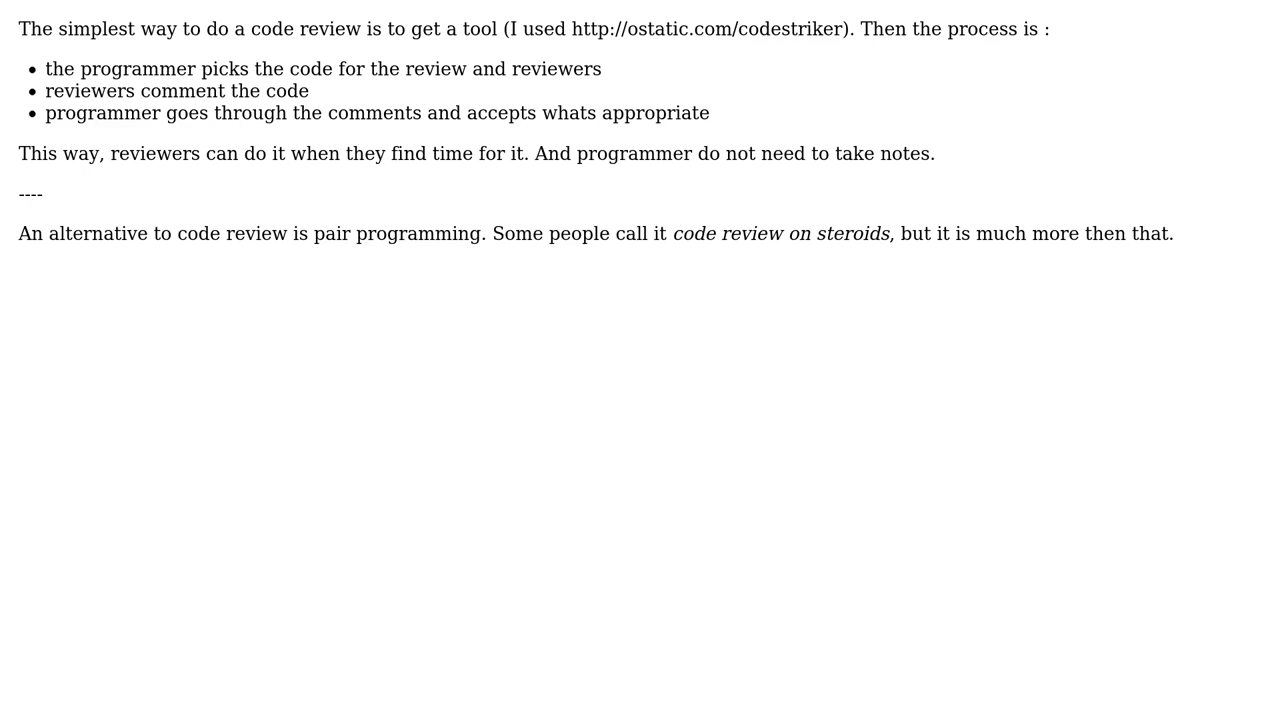 The simplest way to do a code review is to get a tool (I used http://ostatic.com/codestriker). Then the process is :
• the programmer picks the code for the review and reviewers
• reviewers comment the code
• programmer goes through the comments and accepts whats appropriate
This way, reviewers can do it when they find time for it. And programmer do not need to take notes.
----
An alternative to code review is pair programming. Some people call it code review on steroids, but it is much more then that.